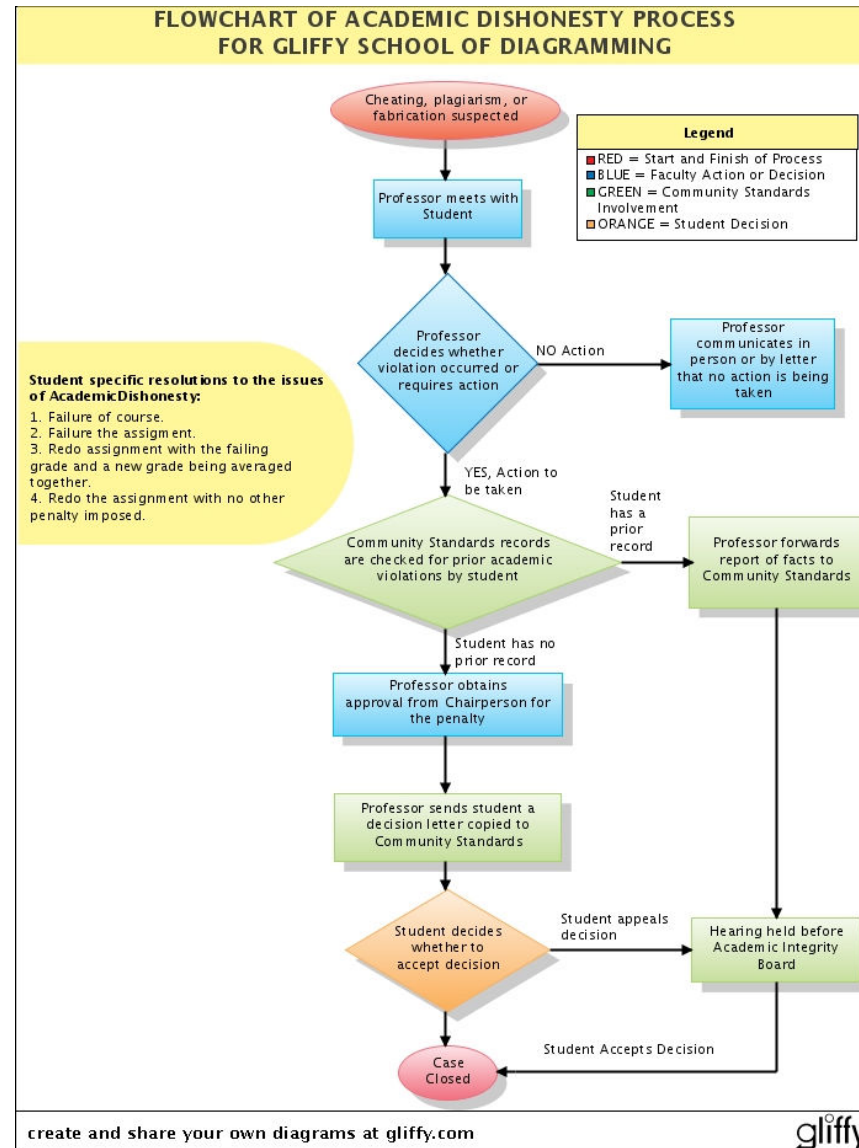 FLOWCHART OF ACADEMIC DISHONESTY PROCESS
FOR GLIFFY SCHOOL OF DIAGRAMMING
Cheating, plagiarism, or
fabrication suspected
Legend
RED = Start and Finish of Process
BLUE = Faculty Action or Decision
GREEN = Community Standards
Involvement
ORANGE = Student Decision
Professor meets with
Student
Professor
decides whether
violation occurred or
requires action
NO Action
Professor
communicates in
person or by letter
that no action is being
taken
Student specific resolutions to the issues
of AcademicDishonesty:
1. Failure of course.
2. Failure the assigment.
3. Redo assignment with the failing
grade and a new grade being averaged
together.
4. Redo the assignment with no other
penalty imposed.
YES, Action to
be taken
Student
has a
prior
record
Community Standards records
are checked for prior academic
violations by student
Professor forwards
report of facts to
Community Standards
Student has no
prior record
Professor obtains
approval from Chairperson for
the penalty
Professor sends student a
decision letter copied to
Community Standards
Student decides
whether to
accept decision
Student appeals
decision
Hearing held before
Academic Integrity
Board
Student Accepts Decision
Case
Closed
create and share your own diagrams at gliffy.com
gliffy